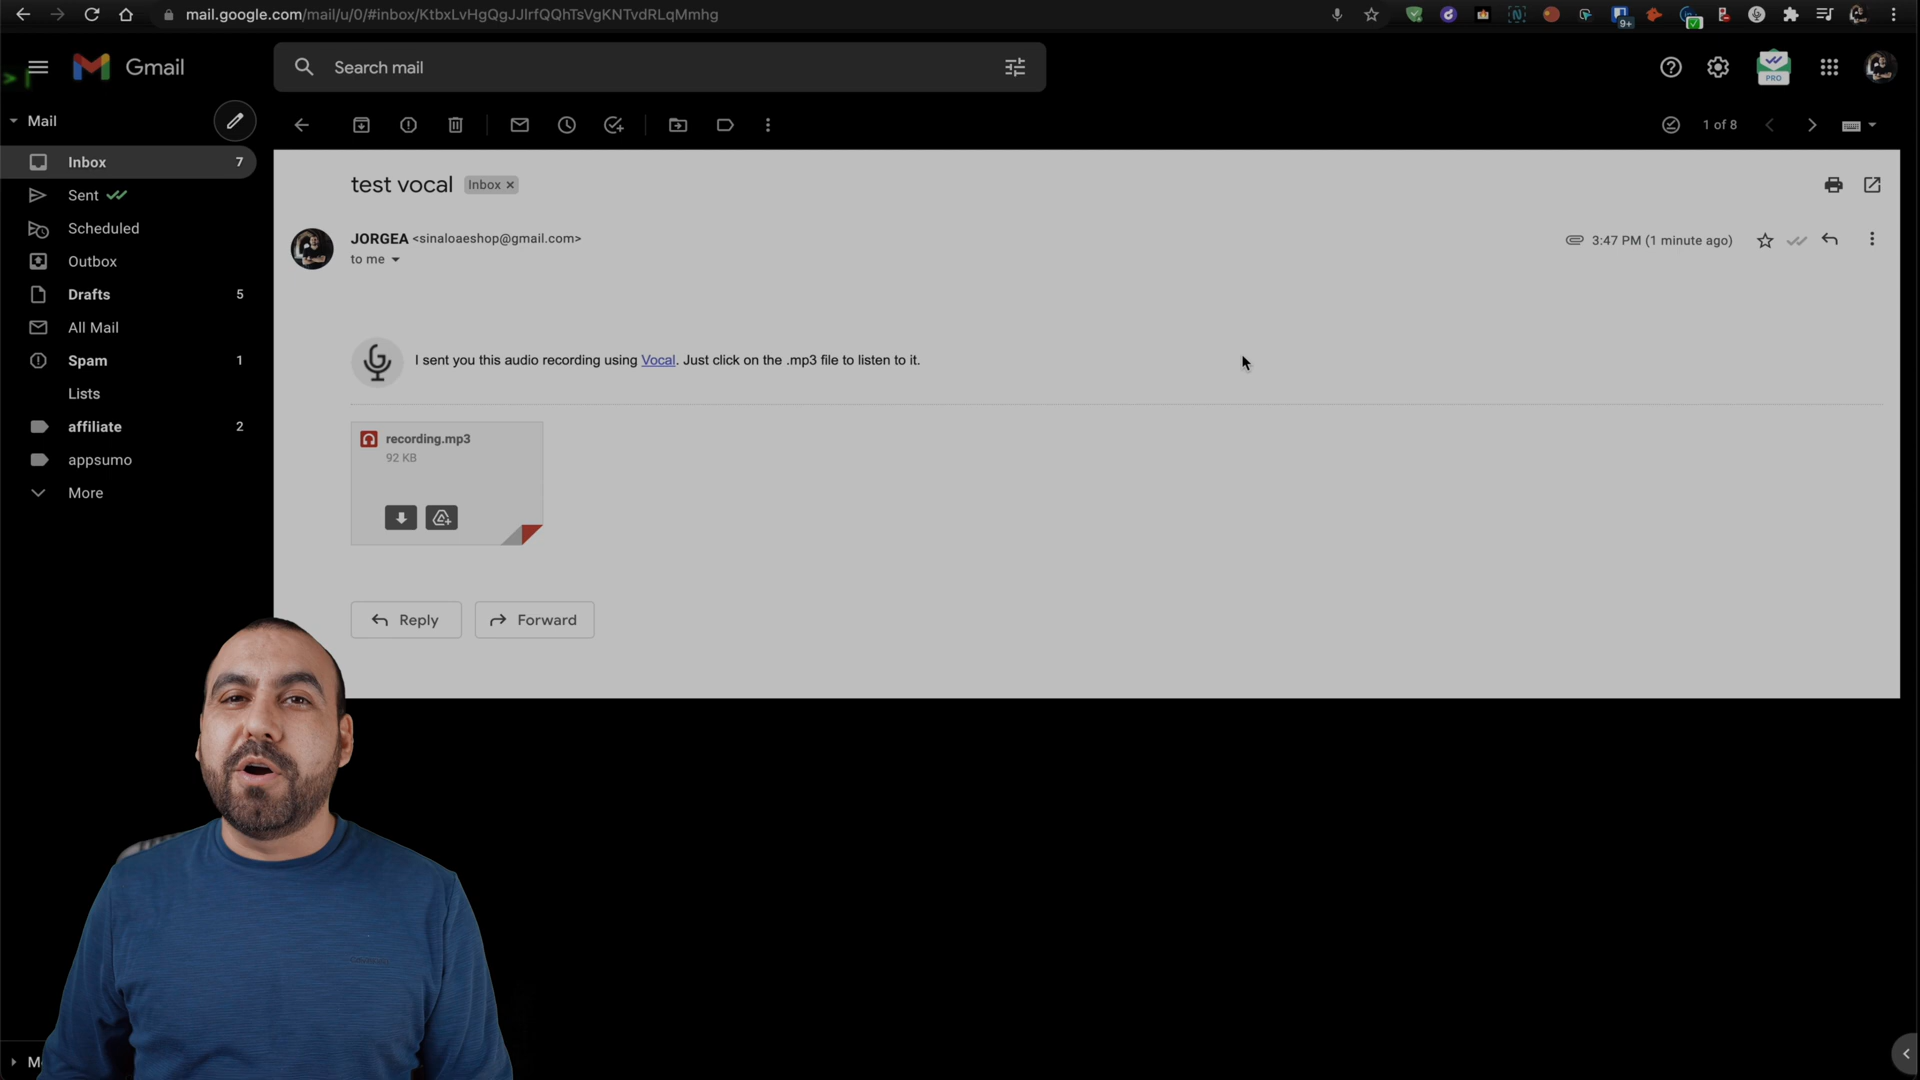 mail.google.com/mail/u/0/#inbox/KtbxLvHgQgJJlrfQQhTsVgKNTvdRLqMmhg
9+
Gmail
Search mail
PRO
Mail
1 of 8
Inbox 7
Sent
Scheduled
Outbox
Drafts 5
All Mail
Spam 1
Lists
affiliate 2
appsumo
More
test vocal Inbox ×
JORGEA <sinaloaeshop@gmail.com> 3:47 PM (1 minute ago)
to me
I sent you this audio recording using Vocal. Just click on the .mp3 file to listen to it.
recording.mp3
92 KB
Reply Forward